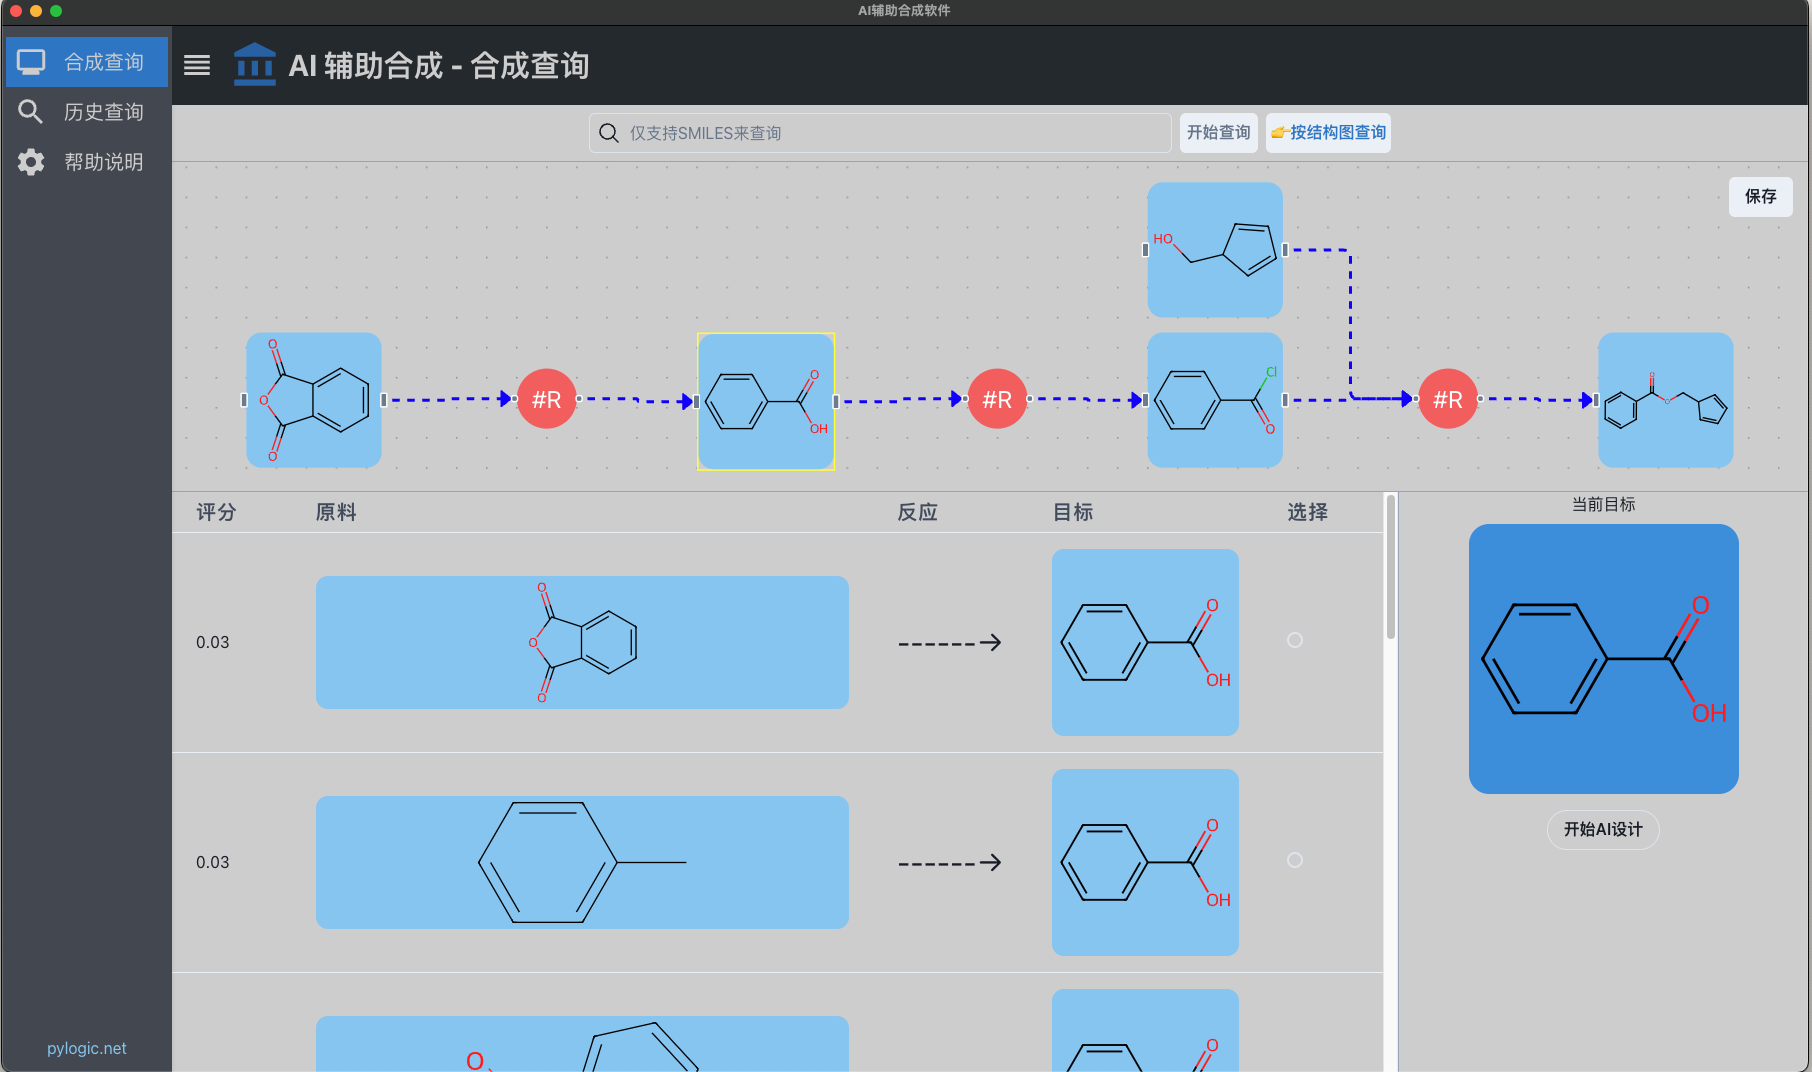 AI辅助合成软件
合成查询
历史查询
帮助说明
AI 辅助合成 - 合成查询
仅支持SMILES来查询
开始查询
👉按结构图查询
保存
HO
O
O
O
#R
O
OH
#R
Cl
O
#R
O
O
评分
原料
反应
目标
选择
当前目标
0.03
O
O
O
O
OH
O
OH
开始AI设计
0.03
O
OH
O
O
pylogic.net